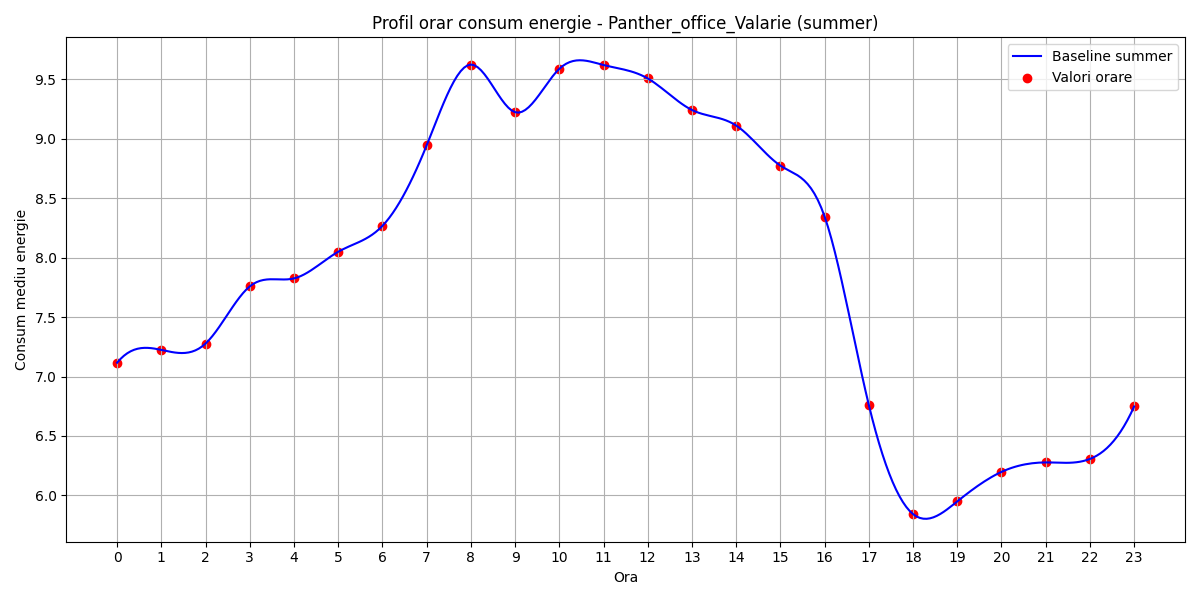 Profil orar consum energie - Panther_office_Valarie (summer)
Baseline summer
Valori orare
Consum mediu energie
9.5
9.0
8.5
8.0
7.5
7.0
6.5
6.0
0 1 2 3 4 5 6 7 8 9 10 11 12 13 14 15 16 17 18 19 20 21 22 23
Ora